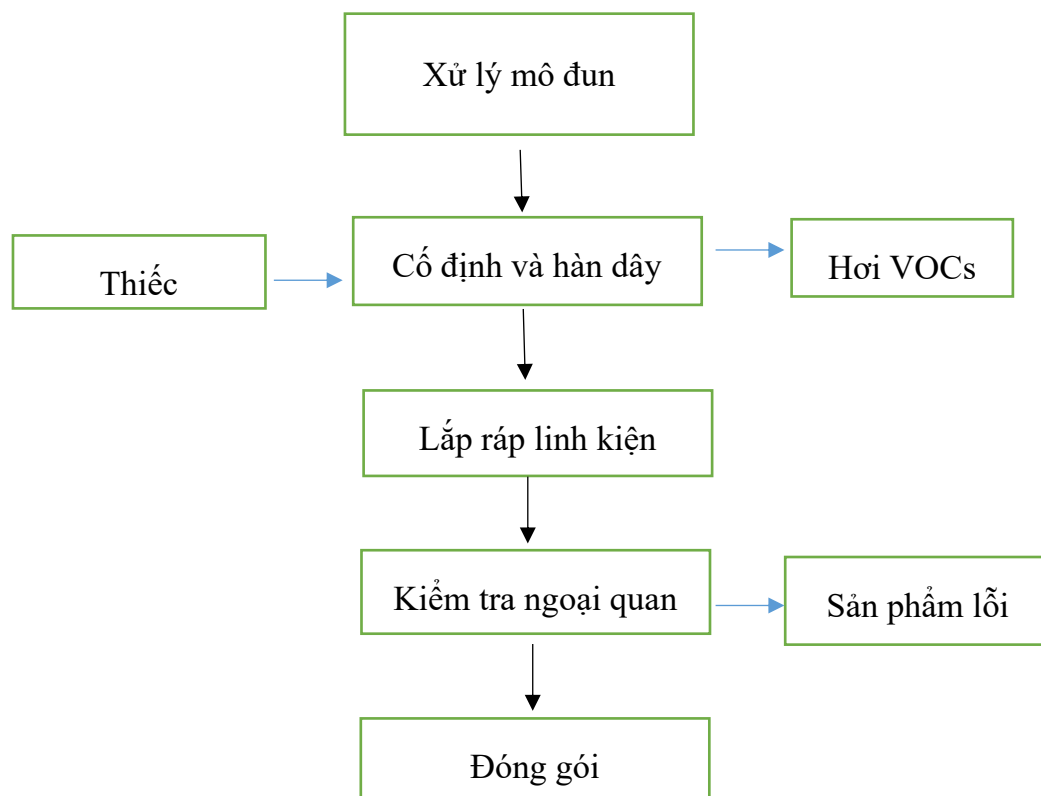 Xử lý mô đun
Thiếc
Cố định và hàn dây
Hơi VOCs
Lắp ráp linh kiện
Kiểm tra ngoại quan
Sản phẩm lỗi
Đóng gói